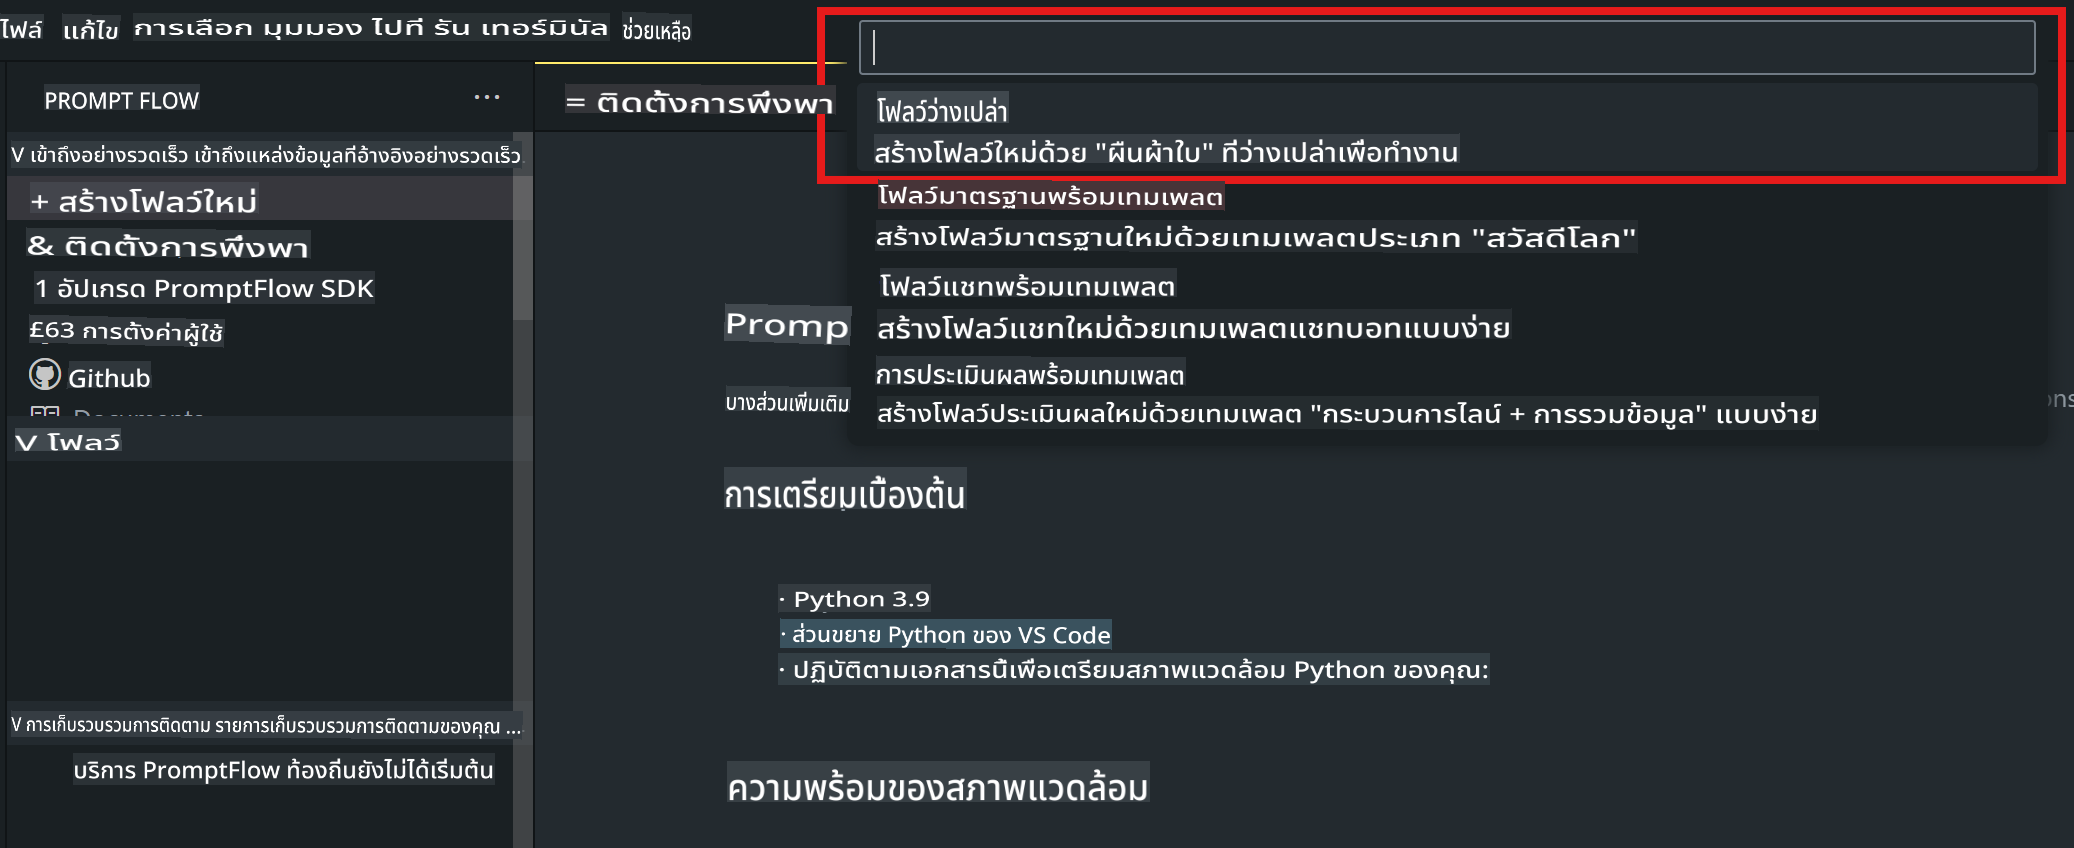 ไฟล์ แก้ไข การเลือก มุมมอง ไปที่ รัน เทอร์มินัล ช่วยเหลือ
PROMPT FLOW ...
V เข้าถึงอย่างรวดเร็ว เข้าถึงแหล่งข้อมูลที่อ้างอิงอย่างรวดเร็ว
+ สร้างโฟลว์ใหม่
& ติดตั้งการพึ่งพา
1 อัปเกรด PromptFlow SDK
£63 การตั้งค่าผู้ใช้
Github
Documents
V โฟลว์
V การเก็บรวบรวมการติดตาม รายการเก็บรวบรวมการติดตามของคุณ ...
บริการ PromptFlow ท้องถิ่นยังไม่ได้เริ่มต้น
= ติดตั้งการพึ่งพา
โฟลว์ว่างเปล่า
สร้างโฟลว์ใหม่ด้วย "ผืนผ้าใบ" ที่ว่างเปล่าเพื่อทำงาน
โฟลว์มาตรฐานพร้อมเทมเพลต
สร้างโฟลว์มาตรฐานใหม่ด้วยเทมเพลตประเภท "สวัสดีโลก"
โฟลว์แชทพร้อมเทมเพลต
สร้างโฟลว์แชทใหม่ด้วยเทมเพลตแชทบอทแบบง่าย
การประเมินผลพร้อมเทมเพลต
สร้างโฟลว์ประเมินผลใหม่ด้วยเทมเพลต "กระบวนการไลน์ + การรวมข้อมูล" แบบง่าย
Promp
บางส่วนเพิ่มเติม
การเตรียมเบื้องต้น
· Python 3.9
· ส่วนขยาย Python ของ VS Code
· ปฏิบัติตามเอกสารนี้เพื่อเตรียมสภาพแวดล้อม Python ของคุณ:
ความพร้อมของสภาพแวดล้อม